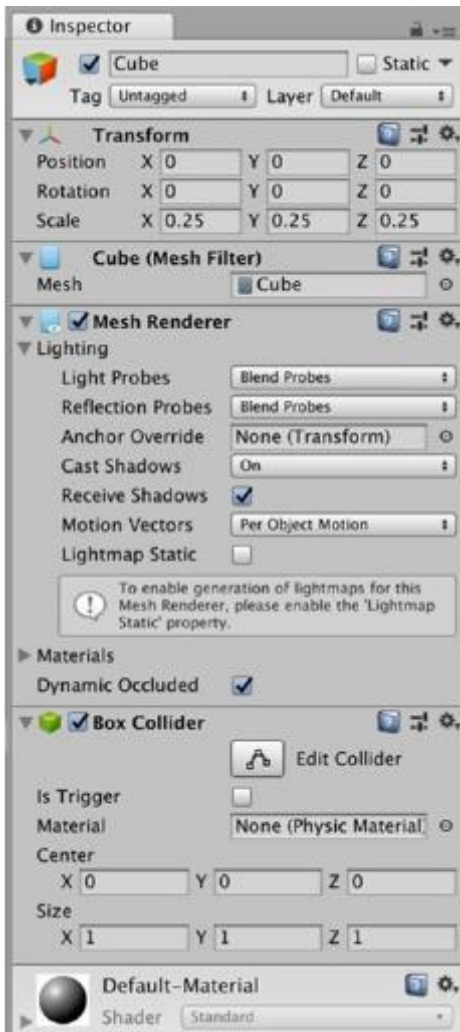 Inspector
Cube Static
Tag Untagged Layer Default
Transform
Position X 0 Y 0 Z 0
Rotation X 0 Y 0 Z 0
Scale X 0.25 Y 0.25 Z 0.25
Cube (Mesh Filter)
Mesh Cube
Mesh Renderer
Lighting
Light Probes Blend Probes
Reflection Probes Blend Probes
Anchor Override None (Transform)
Cast Shadows On
Receive Shadows
Motion Vectors Per Object Motion
Lightmap Static
To enable generation of lightmaps for this
Mesh Renderer, please enable the 'Lightmap
Static' property.
Materials
Dynamic Occluded
Box Collider
Edit Collider
Is Trigger
Material None (Physic Material
Center
X 0 Y 0 Z 0
Size
X 1 Y 1 Z 1
Default-Material
Shader Standard